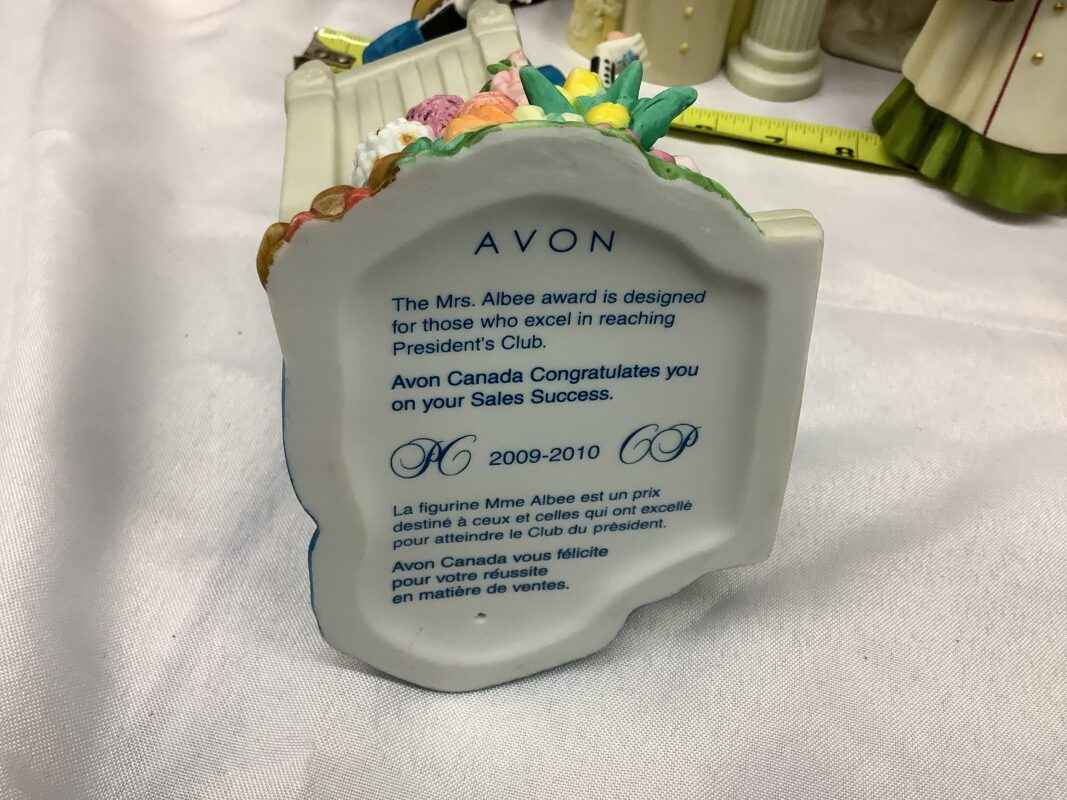 AVON
The Mrs. Albee award is designed
for those who excel in reaching
President's Club.
Avon Canada Congratulates you
on your Sales Success.
PC 2009-2010 CP
La figurine Mme Albee est un prix
destiné à ceux et celles qui ont excellé
pour atteindre le Club du président.
Avon Canada vous félicite
pour votre réussite
en matière de ventes.
7 8